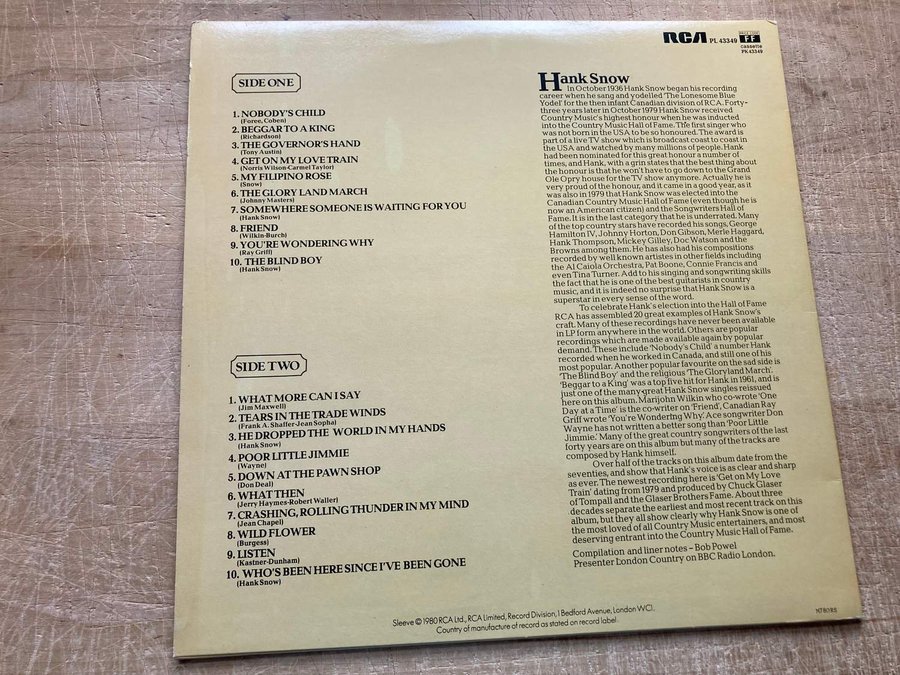 RCA PL 43349 FF
cassette
PK 43349
SIDE ONE
1. NOBODY'S CHILD
(Foree, Coben)
2. BEGGAR TO A KING
(Richardson)
3. THE GOVERNOR'S HAND
(Tony Austin)
4. GET ON MY LOVE TRAIN
(Norris Wilson-Carmel Taylor)
5. MY FILIPINO ROSE
(Snow)
6. THE GLORY LAND MARCH
(Johnny Masters)
7. SOMEWHERE SOMEONE IS WAITING FOR YOU
(Hank Snow)
8. FRIEND
(Wilkin-Burch)
9. YOU'RE WONDERING WHY
(Ray Griff)
10. THE BLIND BOY
(Hank Snow)
SIDE TWO
1. WHAT MORE CAN I SAY
(Jim Maxwell)
2. TEARS IN THE TRADE WINDS
(Frank A. Shaffer-Jean Sopha)
3. HE DROPPED THE WORLD IN MY HANDS
(Hank Snow)
4. POOR LITTLE JIMMIE
(Wayne)
5. DOWN AT THE PAWN SHOP
(Don Deal)
6. WHAT THEN
(Jerry Haymes-Robert Waller)
7. CRASHING, ROLLING THUNDER IN MY MIND
(Jean Chapel)
8. WILD FLOWER
(Burgess)
9. LISTEN
(Kastner-Dunham)
10. WHO'S BEEN HERE SINCE I'VE BEEN GONE
(Hank Snow)
Hank Snow
In October 1936 Hank Snow began his recording
career when he sang and yodelled 'The Lonesome Blue
Yodel' for the then infant Canadian division of RCA. Forty-
three years later in October 1979 Hank Snow received
Country Music's highest honour when he was inducted
into the Country Music Hall of Fame. The first singer who
was not born in the USA to be so honoured. The award is
part of a live TV show which is broadcast coast to coast in
the USA and watched by many millions of people. Hank
had been nominated for this great honour a number of
times, and Hank, with a grin states that the best thing about
the honour is that he won't have to go down to the Grand
Ole Opry house for the TV show anymore. Actually he is
very proud of the honour, and it came in a good year, as it
was also in 1979 that Hank Snow was elected into the
Canadian Country Music Hall of Fame (even though he is
now an American citizen) and the Songwriters Hall of
Fame. It is in the last category that he is underrated. Many
of the top country stars have recorded his songs, George
Hamilton IV, Johnny Horton, Don Gibson, Merle Haggard,
Hank Thompson, Mickey Gilley, Doc Watson and the
Browns among them. He has also had his compositions
recorded by well known artistes in other fields including
the Al Caiola Orchestra, Pat Boone, Connie Francis and
even Tina Turner. Add to his singing and songwriting skills
the fact that he is one of the best guitarists in country
music, and it is indeed no surprise that Hank Snow is a
superstar in every sense of the word.
To celebrate Hank's election into the Hall of Fame
RCA has assembled 20 great examples of Hank Snow's
craft. Many of these recordings have never been available
in LP form anywhere in the world. Others are popular
recordings which are made available again by popular
demand. These include 'Nobody's Child' a number Hank
recorded when he worked in Canada, and still one of his
most popular. Another popular favourite on the sad side is
'The Blind Boy' and the religious 'The Gloryland March'.
'Beggar to a King' was a top five hit for Hank in 1961, and is
just one of the many great Hank Snow singles reissued
here on this album. Marijohn Wilkin who co-wrote 'One
Day at a Time' is the co-writer on 'Friend', Canadian Ray
Griff wrote 'You're Wondering Why'. Ace songwriter Don
Wayne has not written a better song than 'Poor Little
Jimmie.' Many of the great country songwriters of the last
forty years are on this album but many of the tracks are
composed by Hank himself.
Over half of the tracks on this album date from the
seventies, and show that Hank's voice is as clear and sharp
as ever. The newest recording here is 'Get on My Love
Train' dating from 1979 and produced by Chuck Glaser
of Tompall and the Glaser Brothers Fame. About three
decades separate the earliest and most recent track on this
album, but they all show clearly why Hank Snow is one of
the most loved of all Country Music entertainers, and most
deserving entrant into the Country Music Hall of Fame.
Compilation and liner notes – Bob Powel
Presenter London Country on BBC Radio London.
Sleeve © 1980 RCA Ltd., RCA Limited, Record Division, 1 Bedford Avenue, London WC1.
Country of manufacture of record as stated on record label.